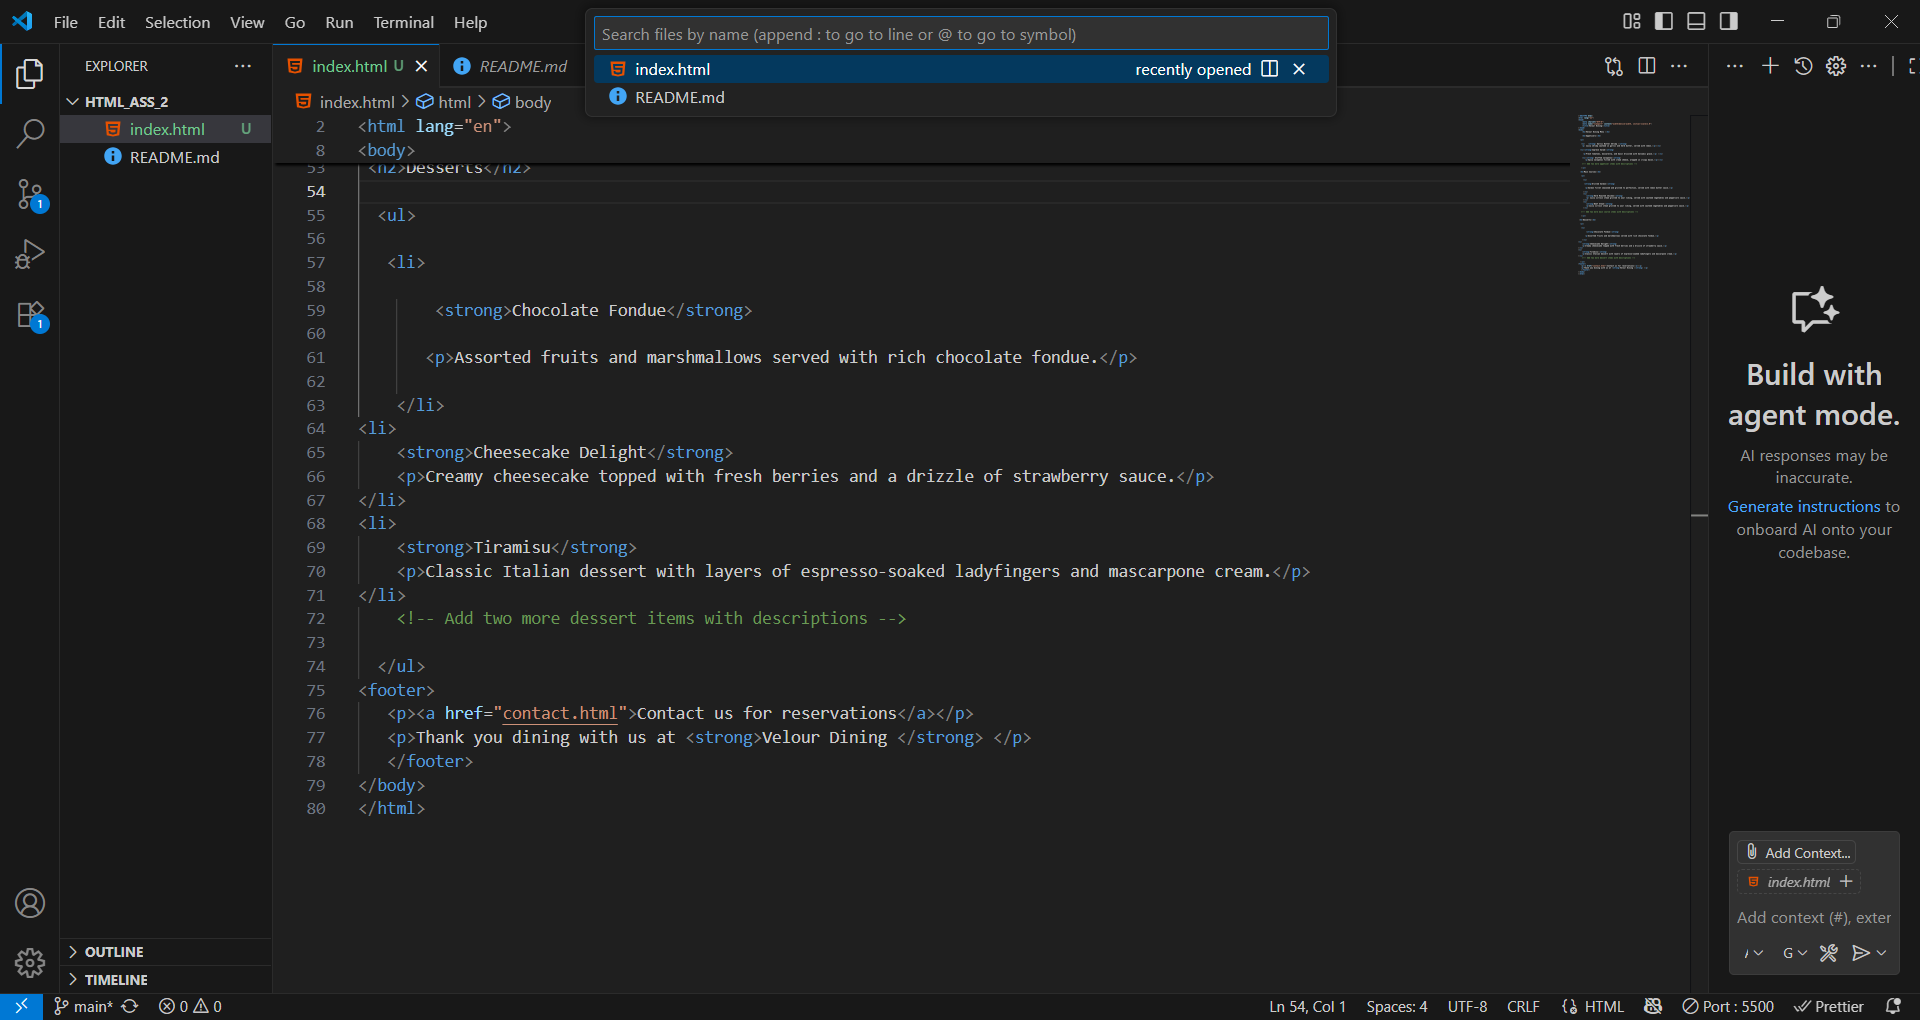 File Edit Selection View Go Run Terminal Help
Search files by name (append : to go to line or @ to go to symbol)
index.html recently opened
README.md
EXPLORER
HTML_ASS_2
index.html U
README.md
OUTLINE
TIMELINE
1
1
index.html U
README.md
index.html > html > body
2 <html lang="en">
8 <body>
53 <h2>Desserts</h2>
54
55 <ul>
56
57 <li>
58
59 <strong>Chocolate Fondue</strong>
60
61 <p>Assorted fruits and marshmallows served with rich chocolate fondue.</p>
62
63 </li>
64 <li>
65 <strong>Cheesecake Delight</strong>
66 <p>Creamy cheesecake topped with fresh berries and a drizzle of strawberry sauce.</p>
67 </li>
68 <li>
69 <strong>Tiramisu</strong>
70 <p>Classic Italian dessert with layers of espresso-soaked ladyfingers and mascarpone cream.</p>
71 </li>
72 <!-- Add two more dessert items with descriptions -->
73
74 </ul>
75 <footer>
76 <p><a href="contact.html">Contact us for reservations</a></p>
77 <p>Thank you dining with us at <strong>Velour Dining </strong> </p>
78 </footer>
79 </body>
80 </html>
Build with
agent mode.
AI responses may be
inaccurate.
Generate instructions to
onboard AI onto your
codebase.
Add Context...
index.html
Add context (#), exter
G
main* 0 0
Ln 54, Col 1 Spaces: 4 UTF-8 CRLF HTML Port : 5500 Prettier